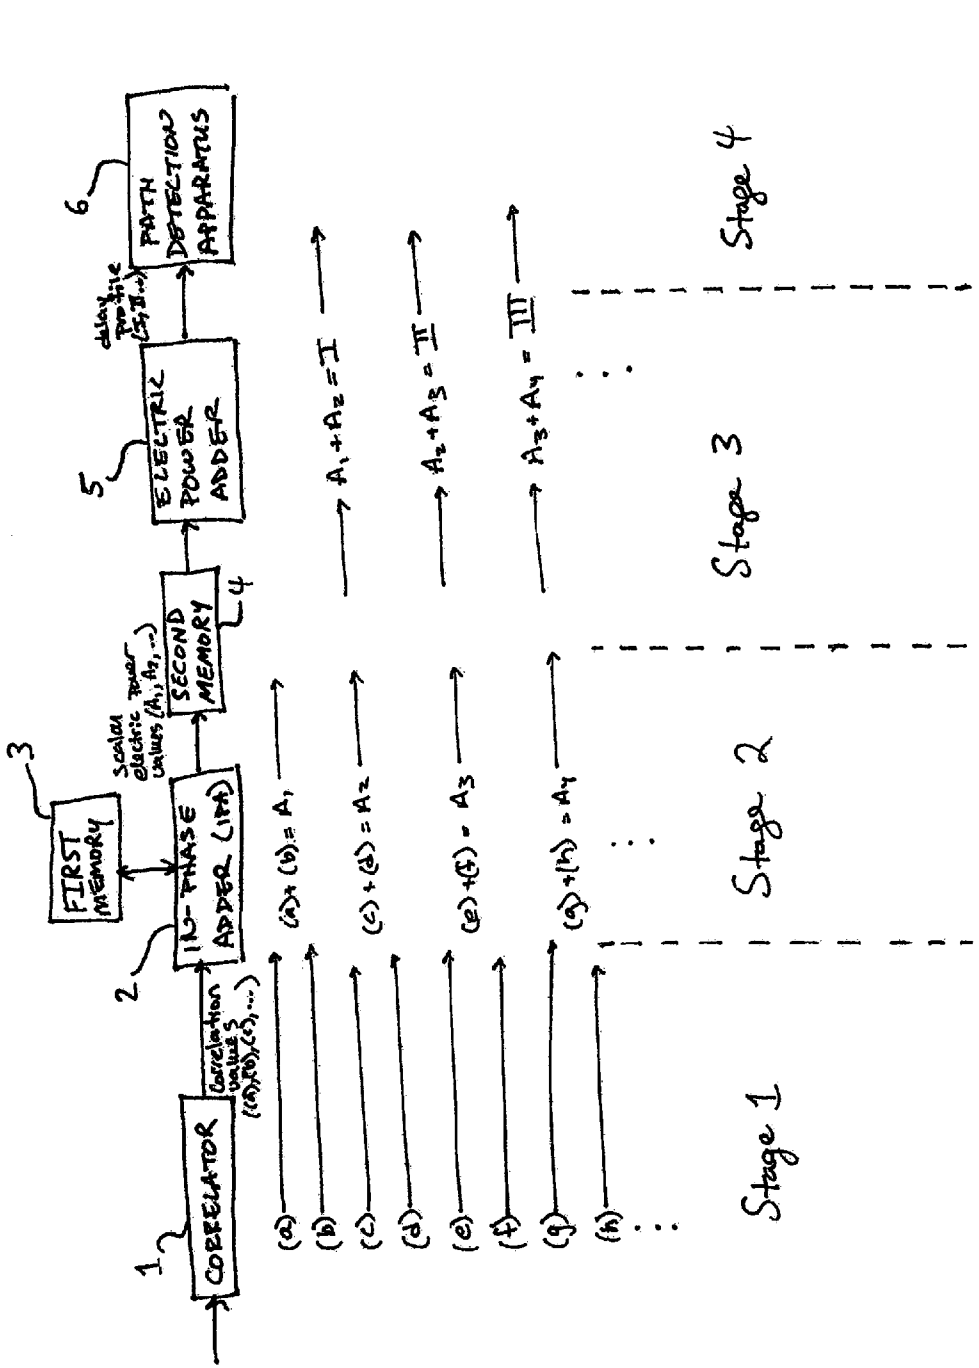 3
FIRST
MEMORY
1
CORRELATOR
Correlation
values
((a),(b),(c),...)
2
IN-PHASE
ADDER (IPA)
Scalar
electric power
values (A1, A2, ...)
SECOND
MEMORY
4
5
ELECTRIC
POWER
ADDER
delay
profile
(I, II...)
6
PATH
DETECTION
APPARATUS
(a)
(b)
(c)
(d)
(e)
(f)
(g)
(h)
(a)+(b)=A1
(c)+(d)=A2
(e)+(f)=A3
(g)+(h)=A4
A1+A2=I
A2+A3=II
A3+A4=III
Stage 1
Stage 2
Stage 3
Stage 4